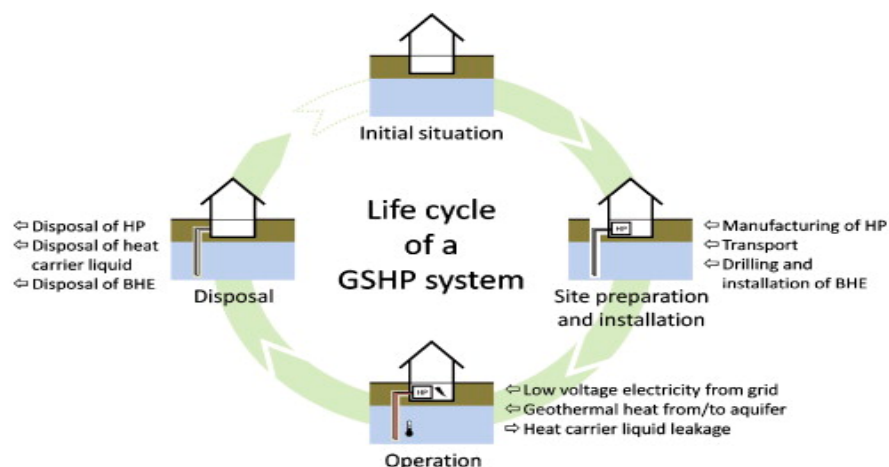 Initial situation
Life cycle
of a
GSHP system
HP
⇦ Manufacturing of HP
⇦ Transport
⇦ Drilling and
installation of BHE
Site preparation
and installation
HP
⇦ Low voltage electricity from grid
⇦ Geothermal heat from/to aquifer
⇨ Heat carrier liquid leakage
Operation
⇦ Disposal of HP
⇦ Disposal of heat
carrier liquid
⇦ Disposal of BHE
Disposal